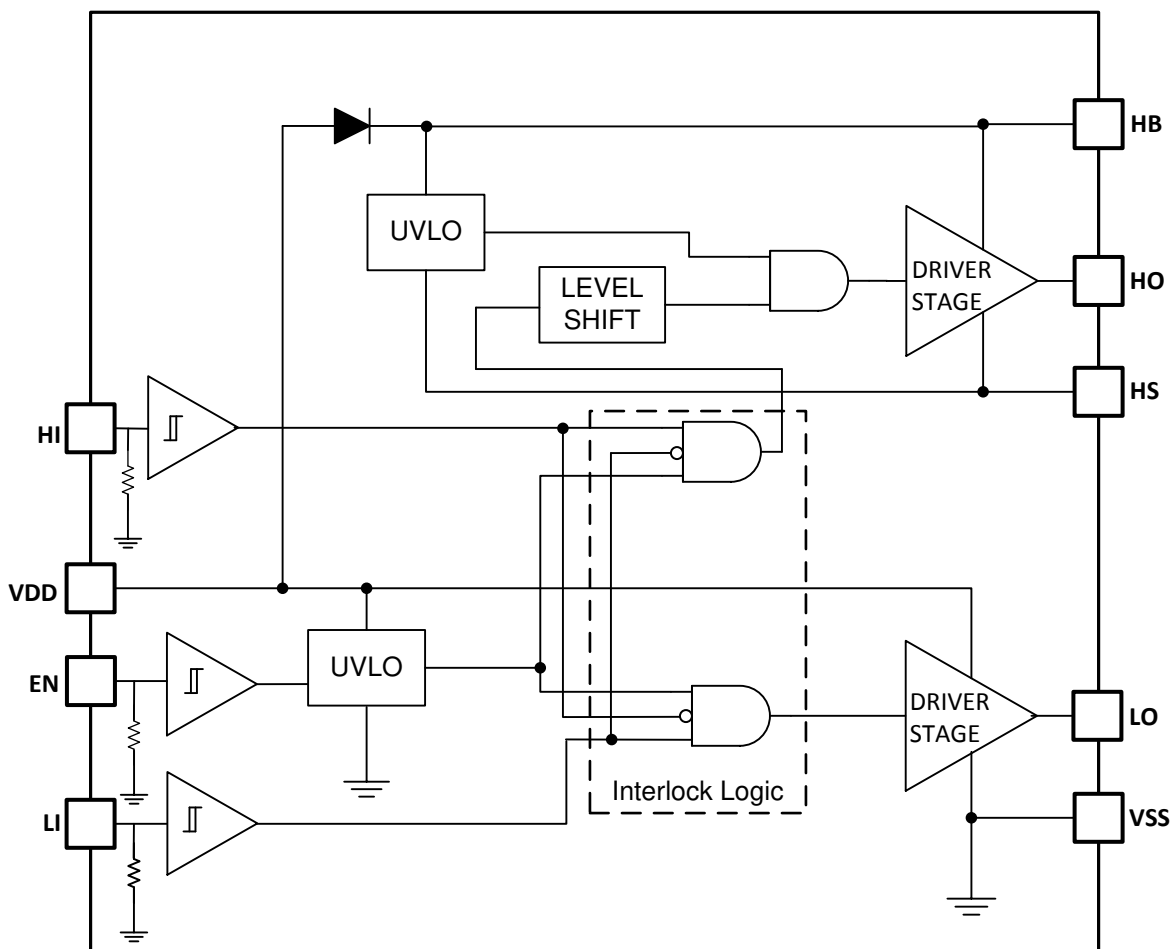 HB
UVLO
LEVEL
SHIFT
DRIVER
STAGE
HO
HS
HI
VDD
EN
UVLO
DRIVER
STAGE
LO
Interlock Logic
LI
VSS